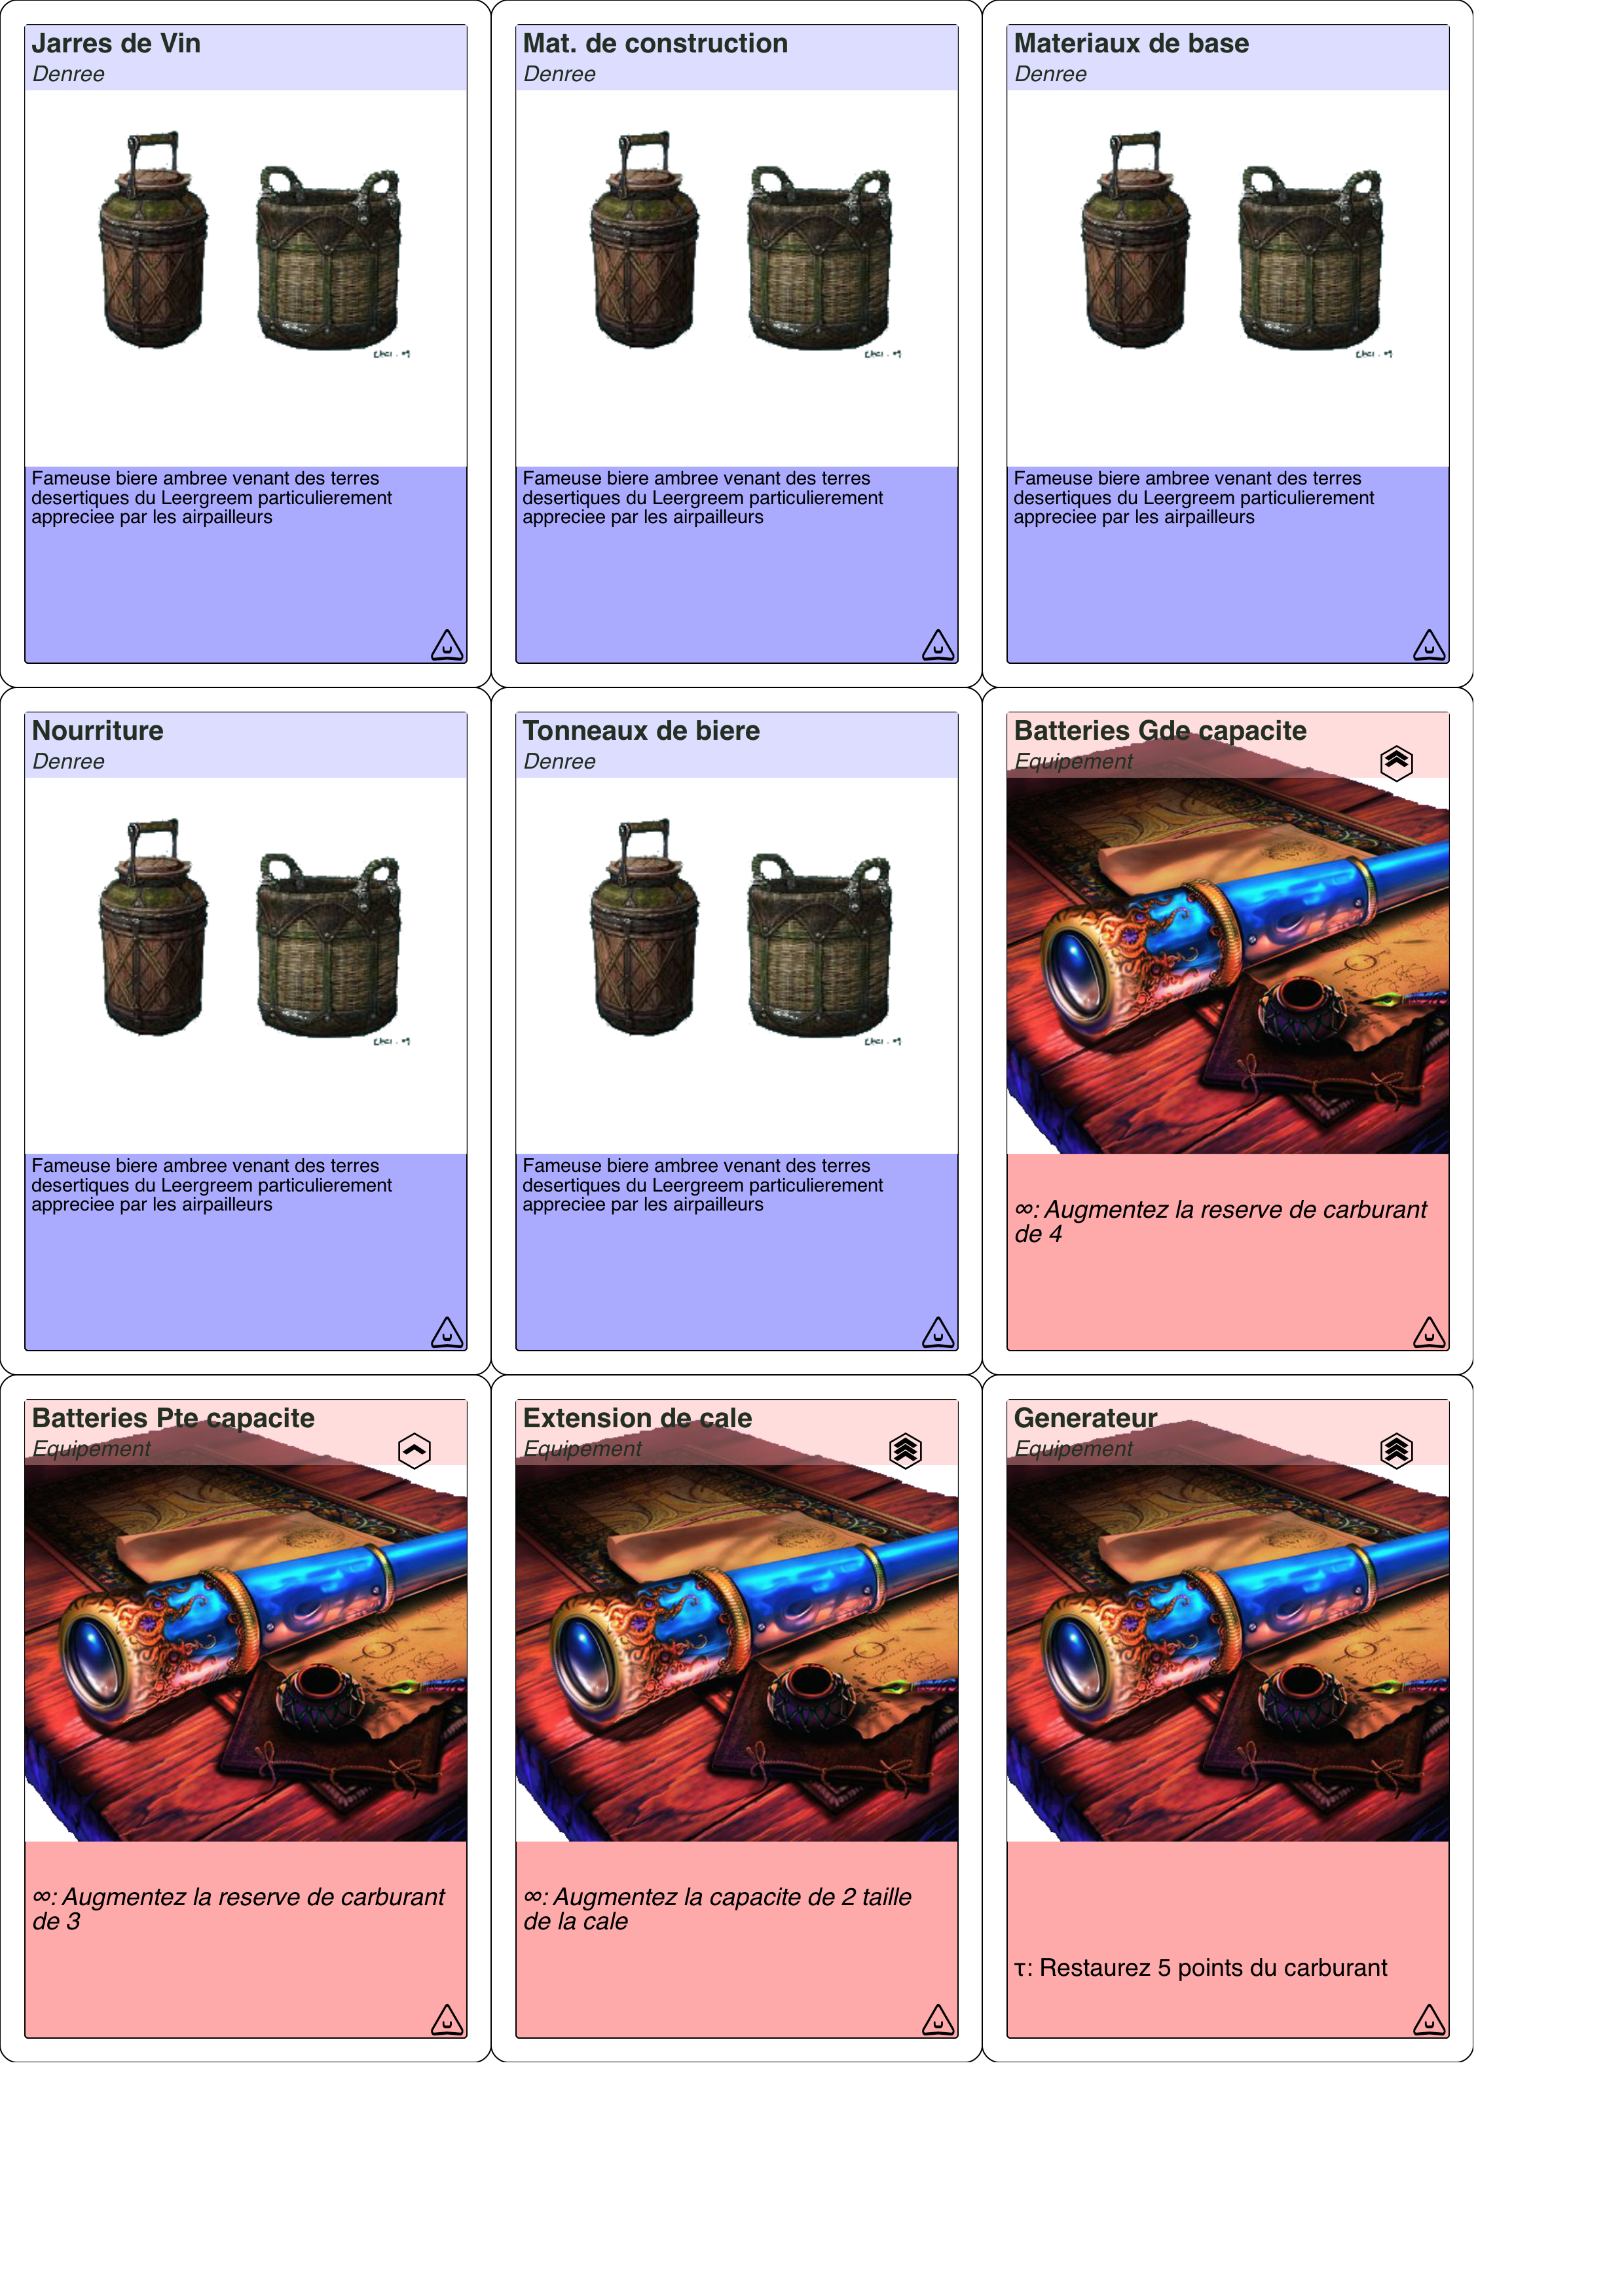 Jarres de Vin
Denree
Fameuse biere ambree venant des terres
desertiques du Leergreem particulierement
appreciee par les airpailleurs
Mat. de construction
Denree
Fameuse biere ambree venant des terres
desertiques du Leergreem particulierement
appreciee par les airpailleurs
Materiaux de base
Denree
Fameuse biere ambree venant des terres
desertiques du Leergreem particulierement
appreciee par les airpailleurs
Nourriture
Denree
Fameuse biere ambree venant des terres
desertiques du Leergreem particulierement
appreciee par les airpailleurs
Tonneaux de biere
Denree
Fameuse biere ambree venant des terres
desertiques du Leergreem particulierement
appreciee par les airpailleurs
Batteries Gde capacite
Equipement
∞: Augmentez la reserve de carburant
de 4
Batteries Pte capacite
Equipement
∞: Augmentez la reserve de carburant
de 3
Extension de cale
Equipement
∞: Augmentez la capacite de 2 taille
de la cale
Generateur
Equipement
τ: Restaurez 5 points du carburant